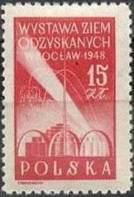 WYSTAWA ZIEM
ODZYSKANYCH
WROCŁAW 1948
15
ZŁ
POLSKA